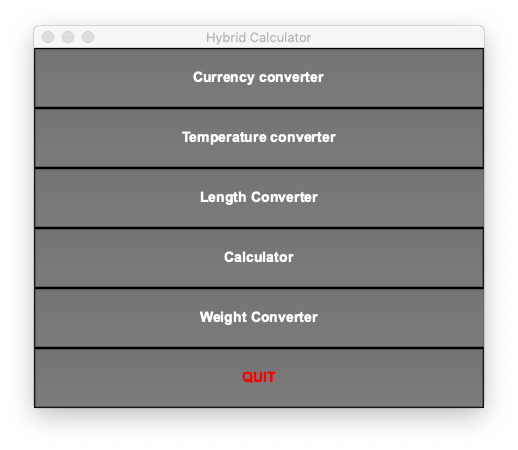 Hybrid Calculator
Currency converter
Temperature converter
Length Converter
Calculator
Weight Converter
QUIT